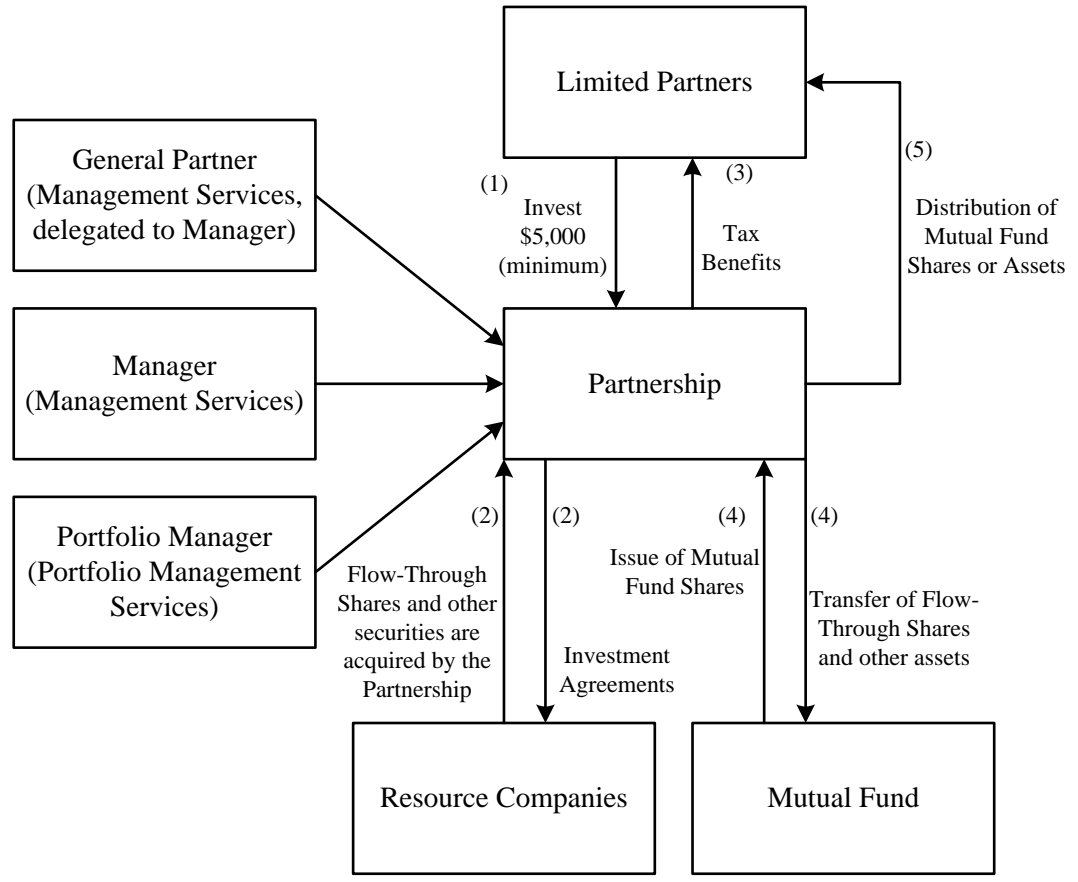 Limited Partners
General Partner
(Management Services,
delegated to Manager)
(1)
Invest
$5,000
(minimum)
(3)
Tax
Benefits
(5)
Distribution of
Mutual Fund
Shares or Assets
Manager
(Management Services)
Partnership
Portfolio Manager
(Portfolio Management
Services)
(2)
Flow-Through
Shares and other
securities are
acquired by the
Partnership
(2)
Investment
Agreements
(4)
Issue of Mutual
Fund Shares
(4)
Transfer of Flow-
Through Shares
and other assets
Resource Companies
Mutual Fund